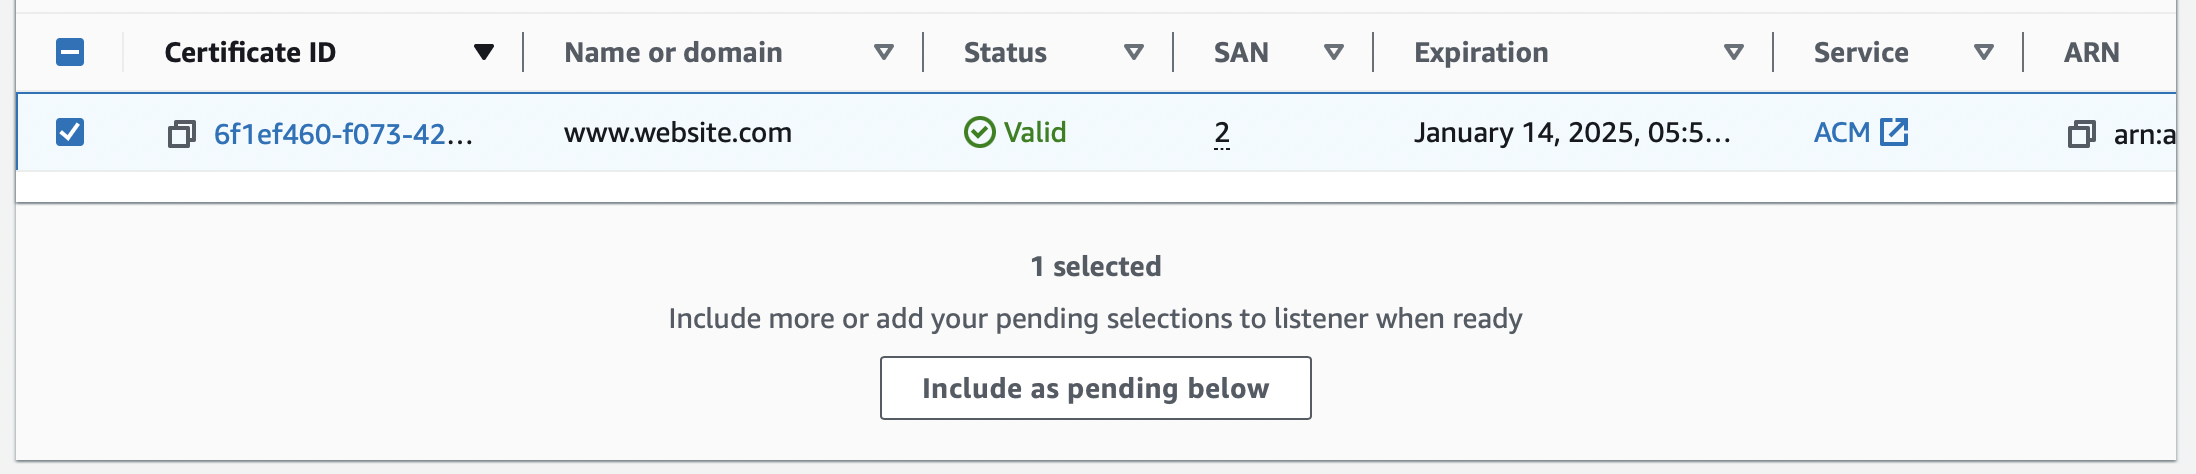 Certificate ID Name or domain Status SAN Expiration Service ARN
6f1ef460-f073-42... www.website.com Valid 2 January 14, 2025, 05:5... ACM arn:a
1 selected
Include more or add your pending selections to listener when ready
Include as pending below